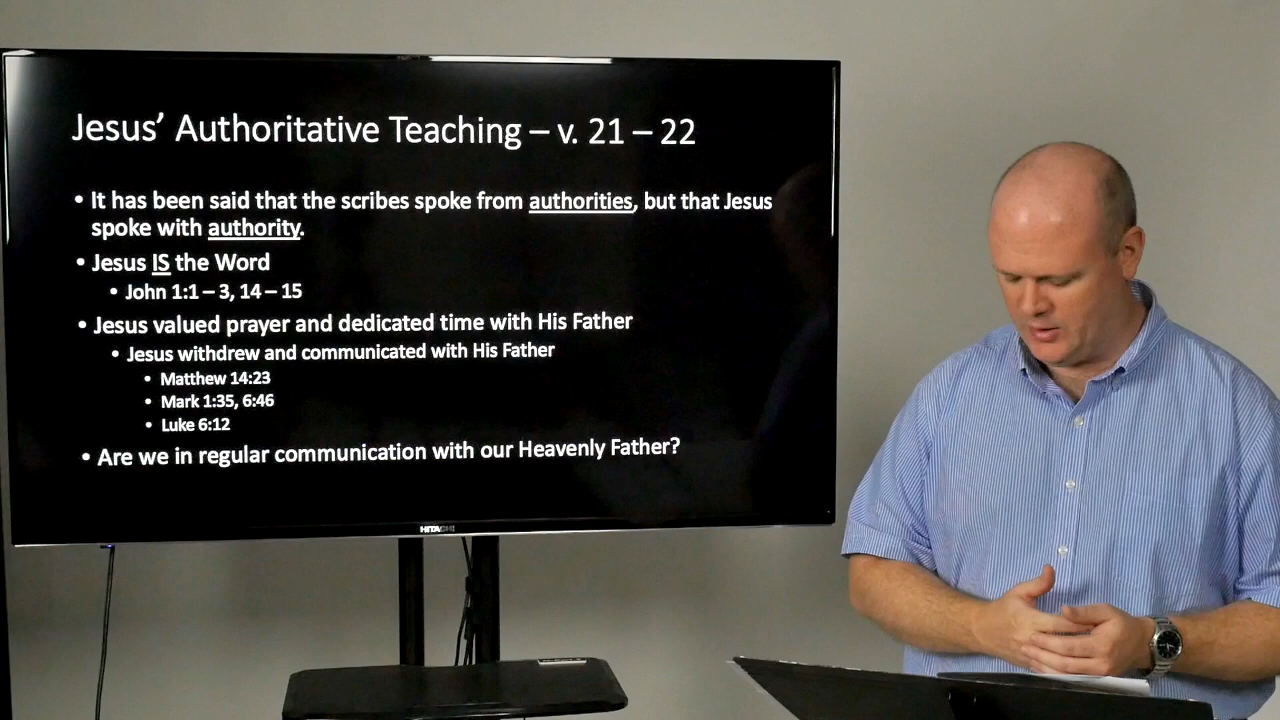 Jesus’ Authoritative Teaching – v. 21 – 22
• It has been said that the scribes spoke from authorities, but that Jesus
spoke with authority.
• Jesus IS the Word
• John 1:1 – 3, 14 – 15
• Jesus valued prayer and dedicated time with His Father
• Jesus withdrew and communicated with His Father
• Matthew 14:23
• Mark 1:35, 6:46
• Luke 6:12
• Are we in regular communication with our Heavenly Father?
HITACHI